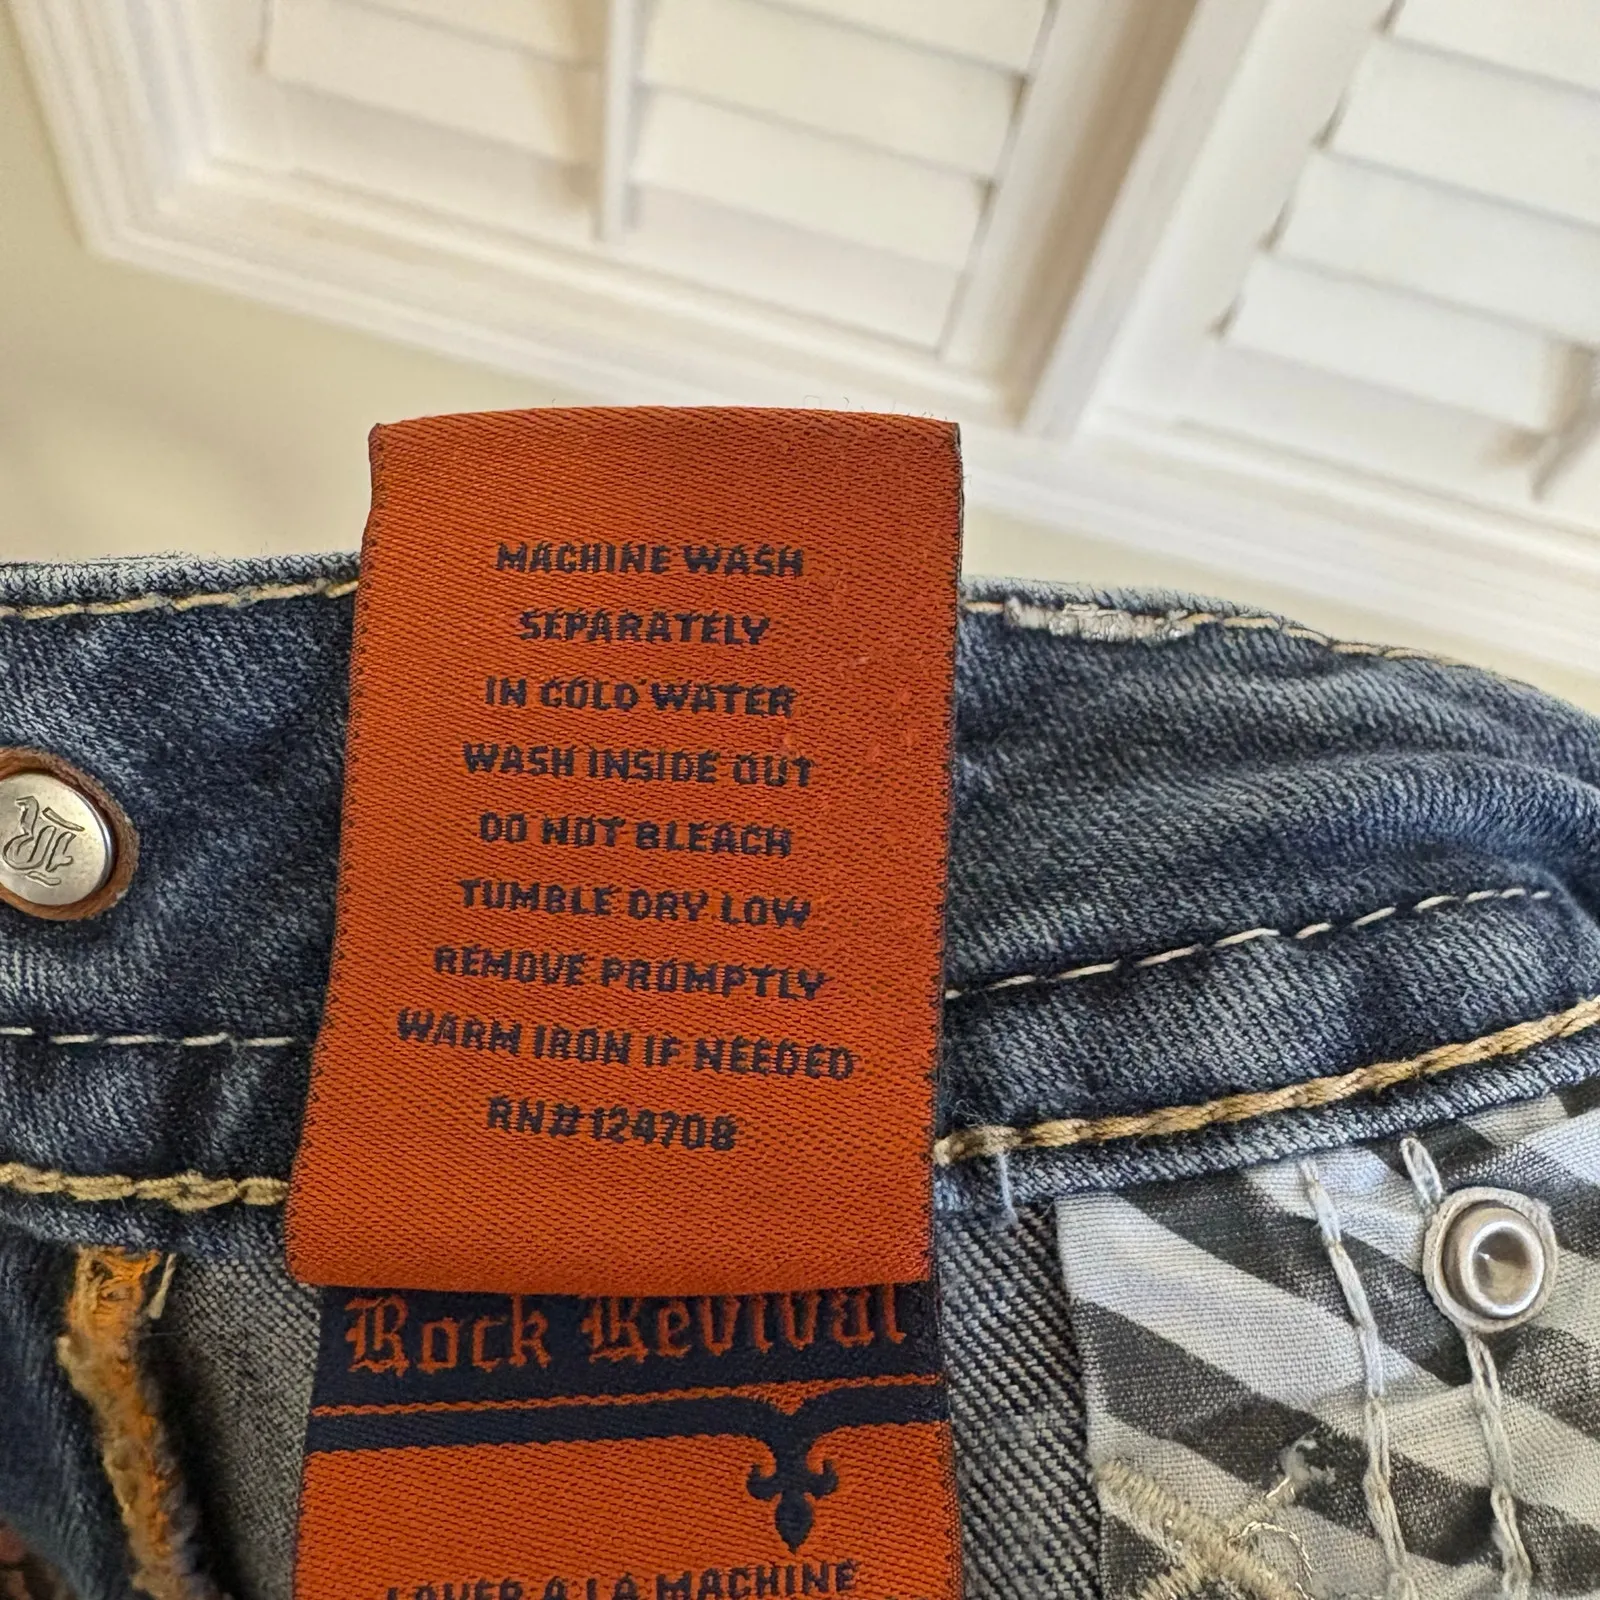 MACHINE WASH
SEPARATELY
IN COLD WATER
WASH INSIDE OUT
DO NOT BLEACH
TUMBLE DRY LOW
REMOVE PROMPTLY
WARM IRON IF NEEDED
RN# 124708
Rock Revival
LAVER A LA MACHINE